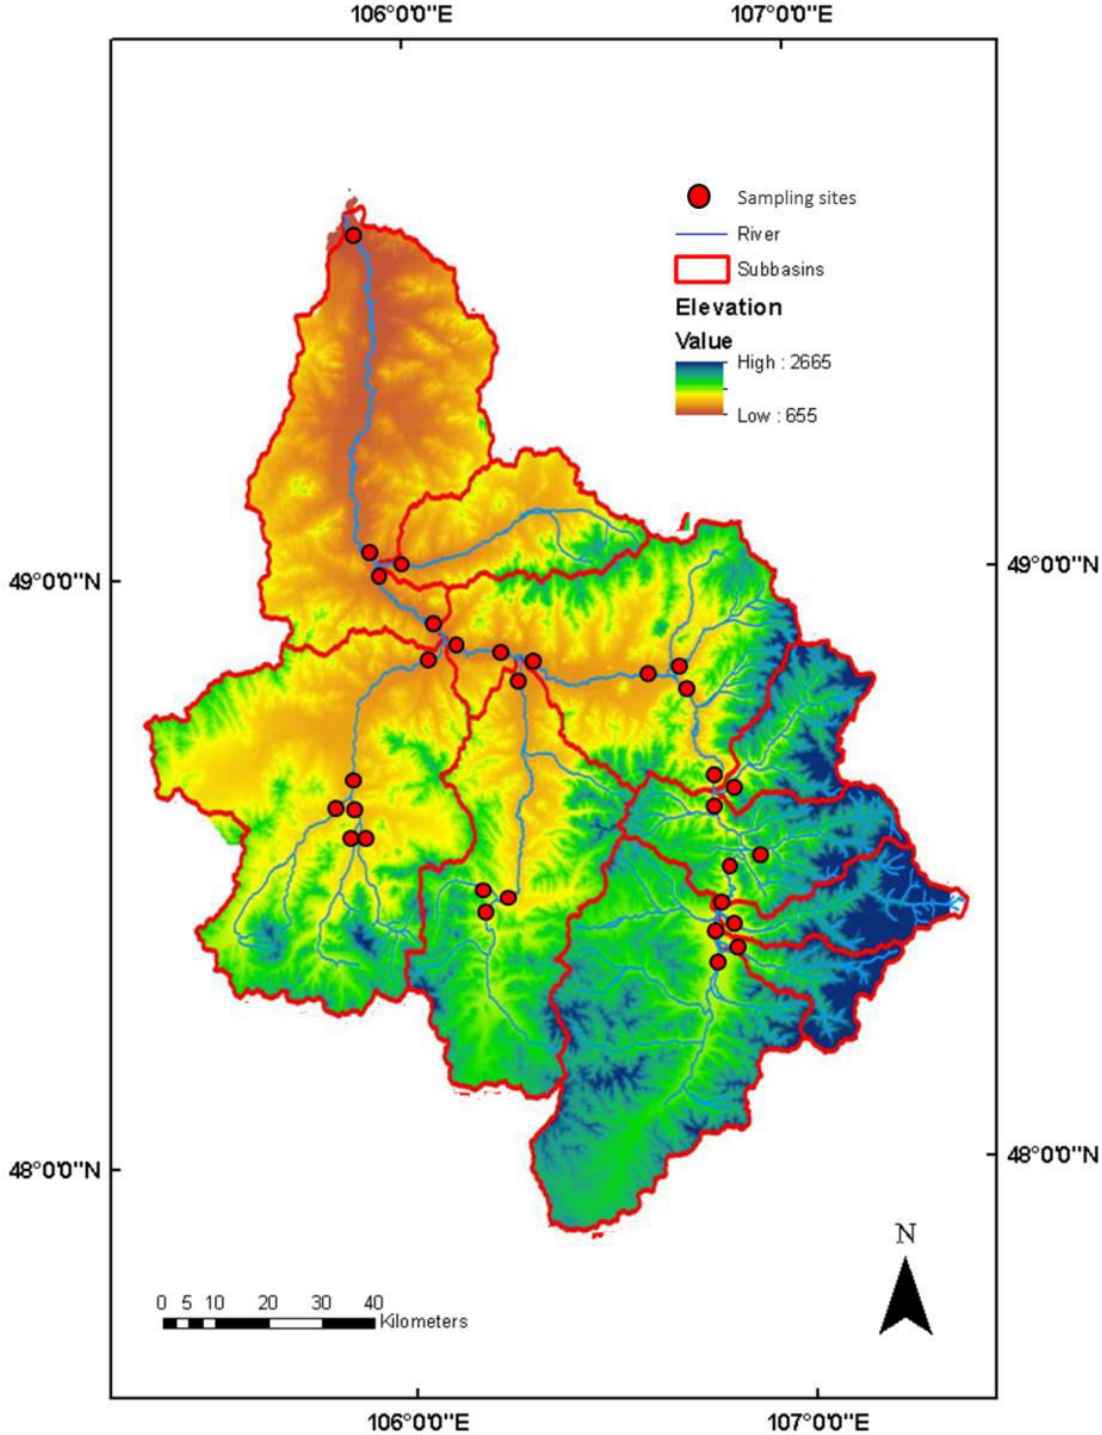 106°0'0"E 107°0'0"E
Sampling sites
River
Subbasins
Elevation
Value
High : 2665
Low : 655
49°0'0"N 49°0'0"N
48°0'0"N 48°0'0"N
N
0 5 10 20 30 40
Kilometers
106°0'0"E 107°0'0"E